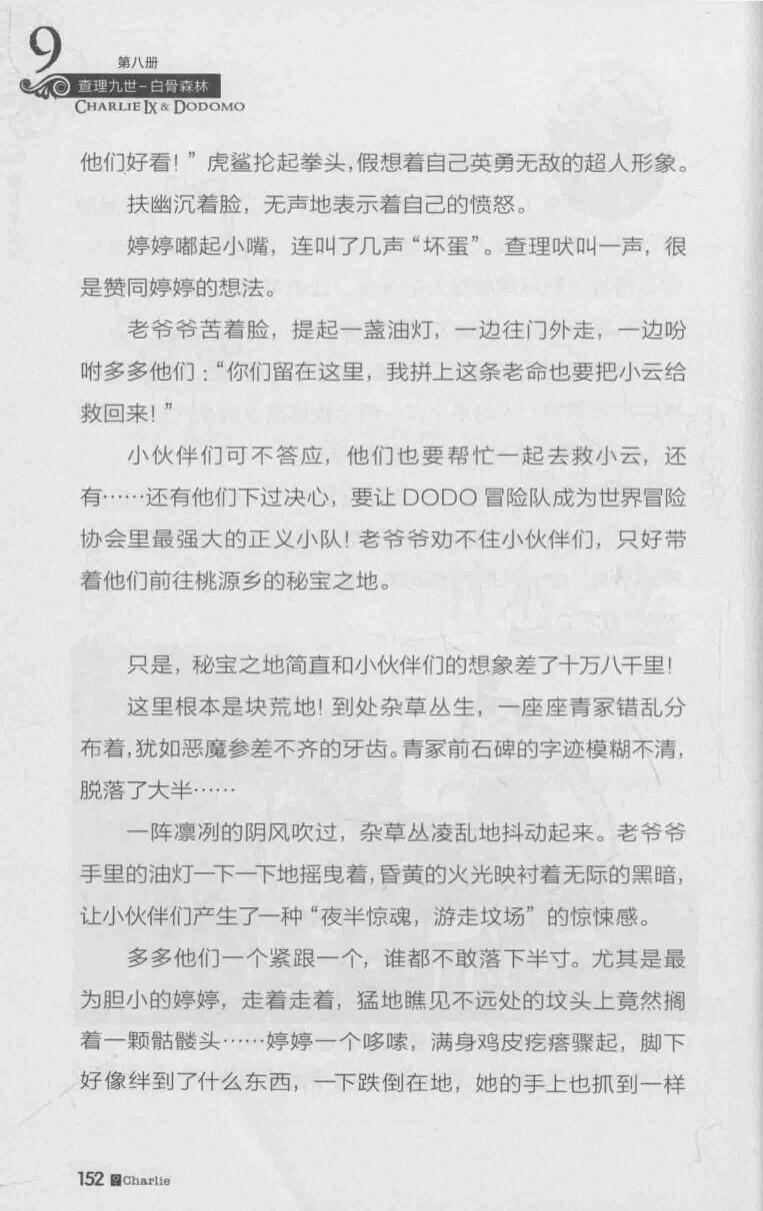 9
第八册
查理九世-白骨森林
CHARLIE IX & DODOMO
他们好看！”虎鲨抡起拳头，假想着自己英勇无敌的超人形象。
扶幽沉着脸，无声地表示着自己的愤怒。
婷婷嘟起小嘴，连叫了几声“坏蛋”。查理吠叫一声，很
是赞同婷婷的想法。
老爷爷苦着脸，提起一盏油灯，一边往门外走，一边吩
咐多多他们：“你们留在这里，我拼上这条老命也要把小云给
救回来！”
小伙伴们可不答应，他们也要帮忙一起去救小云，还
有……还有他们下过决心，要让 DODO 冒险队成为世界冒险
协会里最强大的正义小队！老爷爷劝不住小伙伴们，只好带
着他们前往桃源乡的秘宝之地。
只是，秘宝之地简直和小伙伴们的想象差了十万八千里！
这里根本是块荒地！到处杂草丛生，一座座青冢错乱分
布着，犹如恶魔参差不齐的牙齿。青冢前石碑的字迹模糊不清，
脱落了大半……
一阵凛冽的阴风吹过，杂草丛凌乱地抖动起来。老爷爷
手里的油灯一下一下地摇曳着，昏黄的火光映衬着无际的黑暗，
让小伙伴们产生了一种“夜半惊魂，游走坟场”的惊悚感。
多多他们一个紧跟一个，谁都不敢落下半寸。尤其是最
为胆小的婷婷，走着走着，猛地瞧见不远处的坟头上竟然搁
着一颗骷髅头……婷婷一个哆嗦，满身鸡皮疙瘩骤起，脚下
好像绊到了什么东西，一下跌倒在地，她的手上也抓到一样
152 Charlie